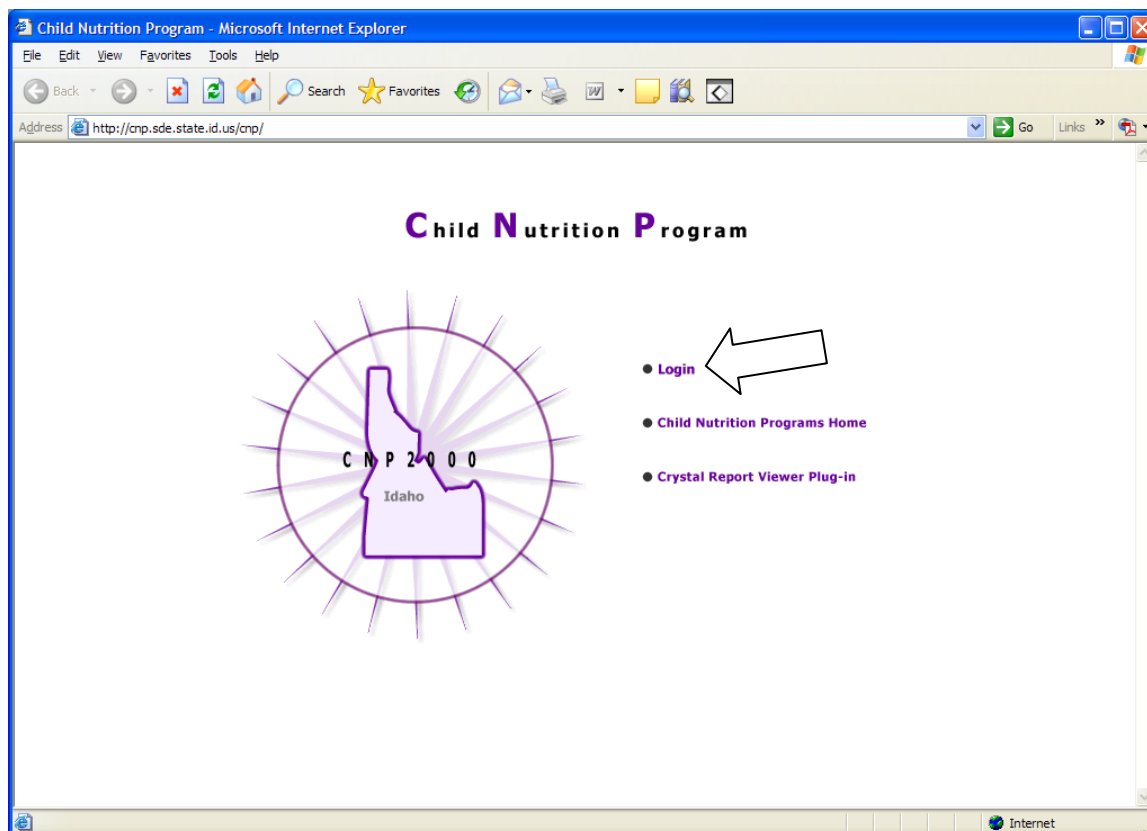 Child Nutrition Program - Microsoft Internet Explorer
File Edit View Favorites Tools Help
Back Search Favorites
Address http://cnp.sde.state.id.us/cnp/ Go Links »
Child Nutrition Program
Login
Child Nutrition Programs Home
CNP2000
Crystal Report Viewer Plug-in
Idaho
Internet